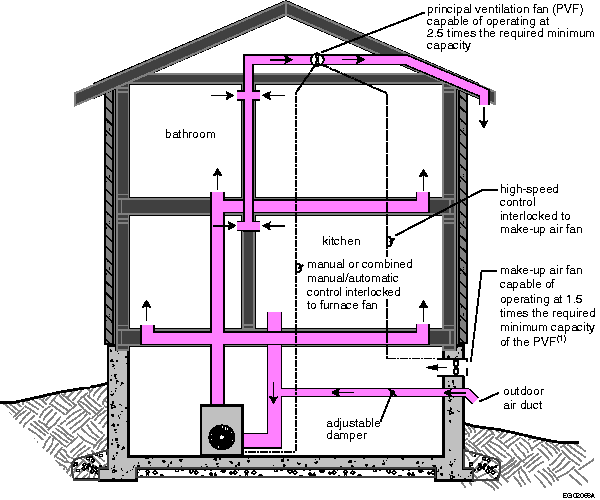 principal ventilation fan (PVF)
capable of operating at
2.5 times the required minimum
capacity
bathroom
high-speed
control
interlocked to
make-up air fan
kitchen
manual or combined
manual/automatic
control interlocked
to furnace fan
make-up air fan
capable of
operating at 1.5
times the required
minimum capacity
of the PVF(1)
outdoor
air duct
adjustable
damper
EG02066A